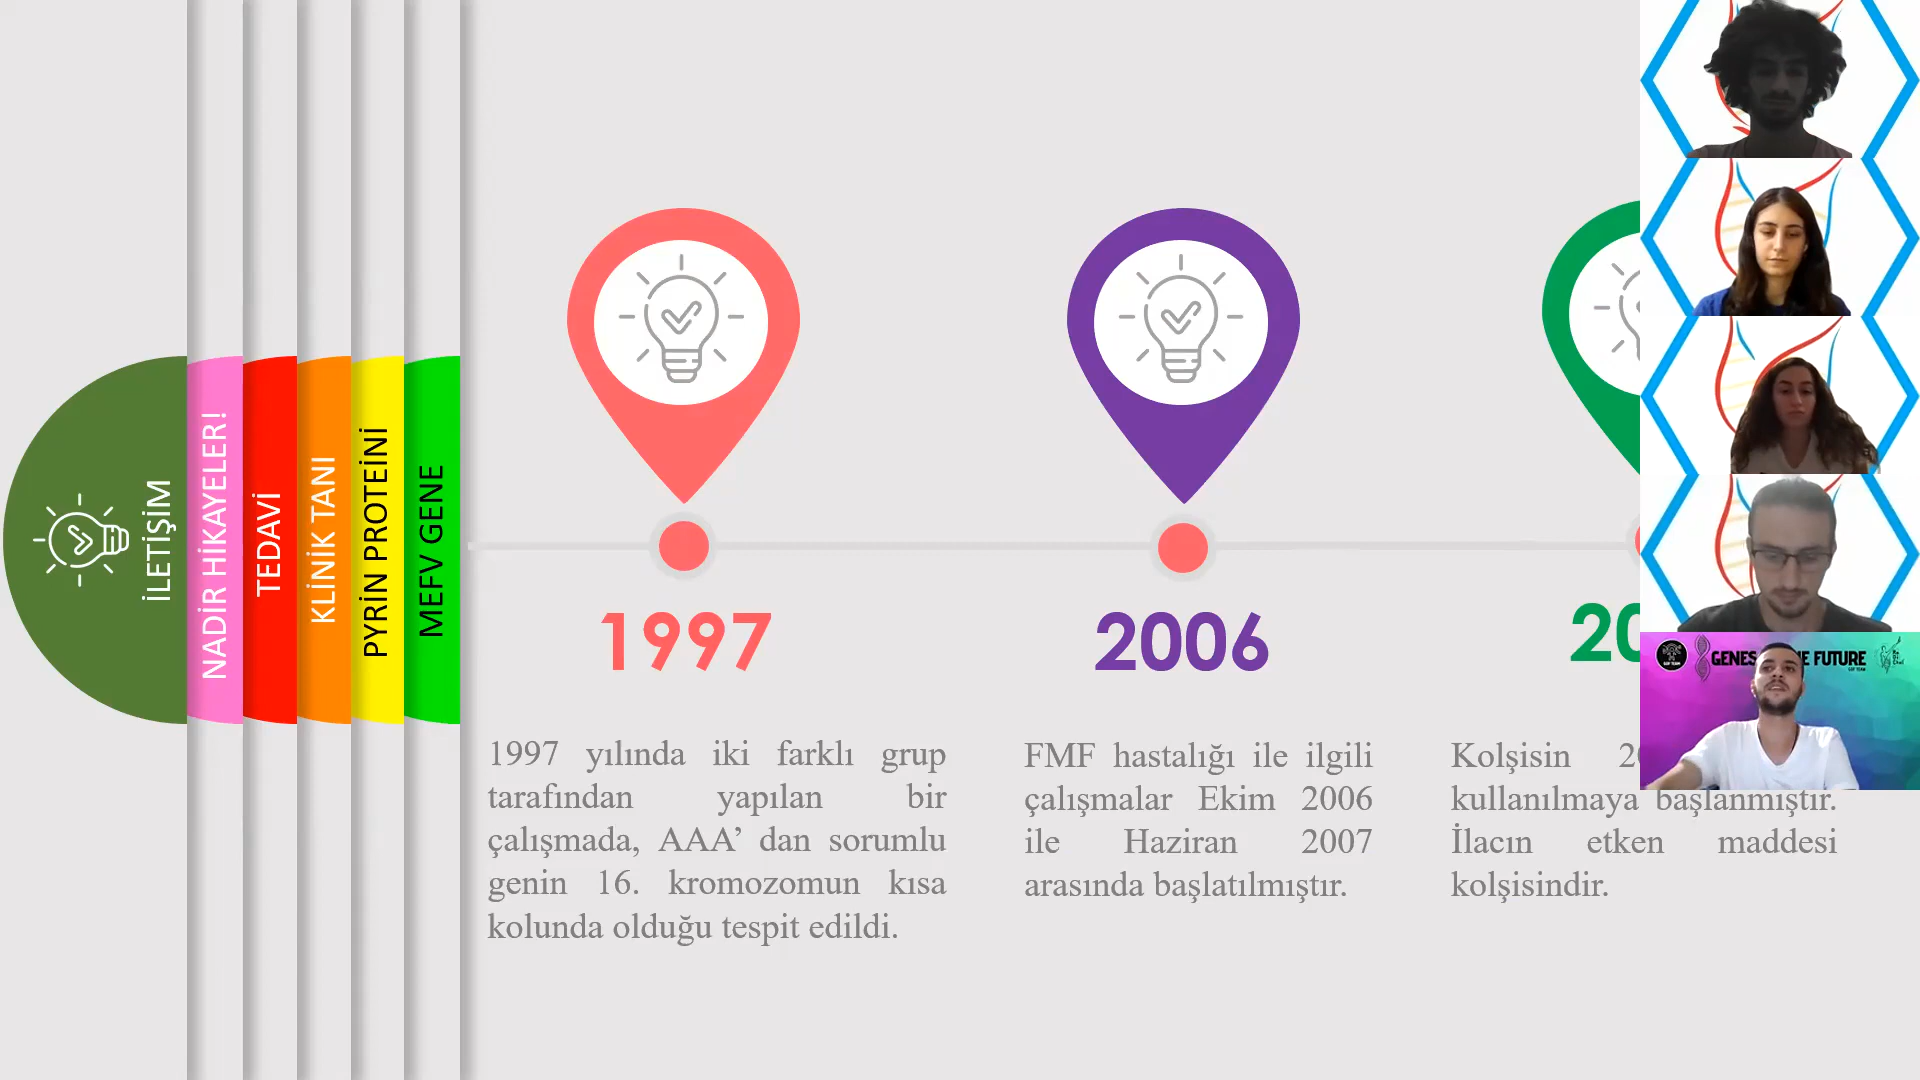 İLETİŞİM
NADİR HİKAYELER!
TEDAVİ
KLİNİK TANI
PYRİN PROTEİNİ
MEFV GENE
1997
1997 yılında iki farklı grup
tarafından yapılan bir
çalışmada, AAA’ dan sorumlu
genin 16. kromozomun kısa
kolunda olduğu tespit edildi.
2006
FMF hastalığı ile ilgili
çalışmalar Ekim 2006
ile Haziran 2007
arasında başlatılmıştır.
20
Kolşisin
kullanılmaya başlanmıştır.
İlacın etken maddesi
kolşisindir.
GENES FUTURE